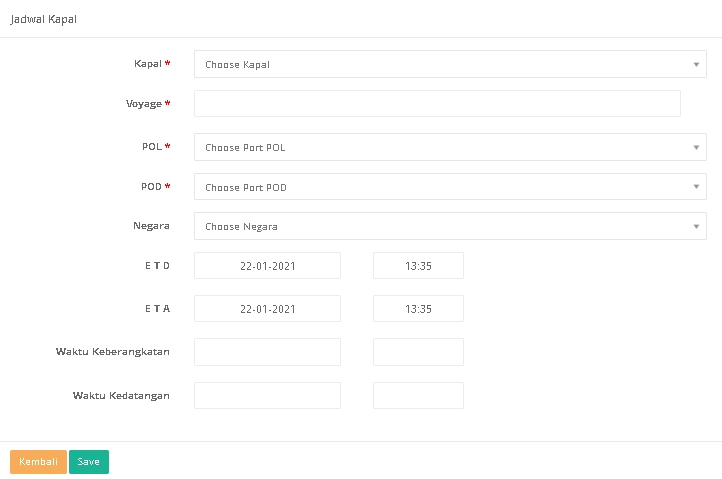 Jadwal Kapal
Kapal * Choose Kapal
Voyage *
POL * Choose Port POL
POD * Choose Port POD
Negara Choose Negara
E T D 22-01-2021 13:35
E T A 22-01-2021 13:35
Waktu Keberangkatan
Waktu Kedatangan
Kembali Save